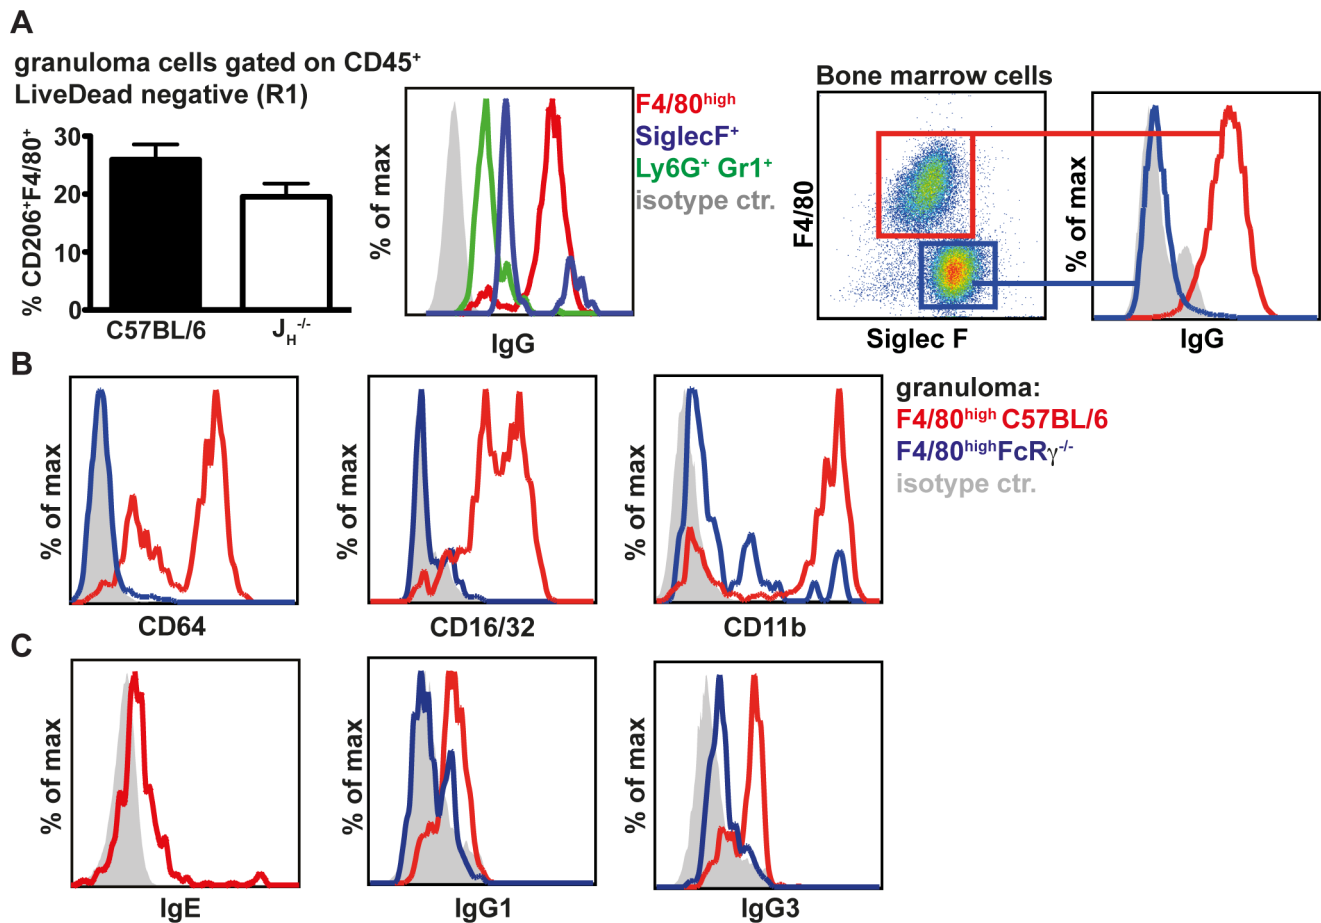 A
granuloma cells gated on CD45⁺
LiveDead negative (R1)
% CD206⁺F4/80⁺
30
20
10
0
C57BL/6
J_H⁻/⁻
% of max
IgG
F4/80ʰⁱᵍʰ
SiglecF⁺
Ly6G⁺ Gr1⁺
isotype ctr.
Bone marrow cells
F4/80
Siglec F
% of max
IgG
B
% of max
CD64
% of max
CD16/32
% of max
CD11b
granuloma:
F4/80ʰⁱᵍʰ C57BL/6
F4/80ʰⁱᵍʰFcRγ⁻/⁻
isotype ctr.
C
% of max
IgE
% of max
IgG1
% of max
IgG3